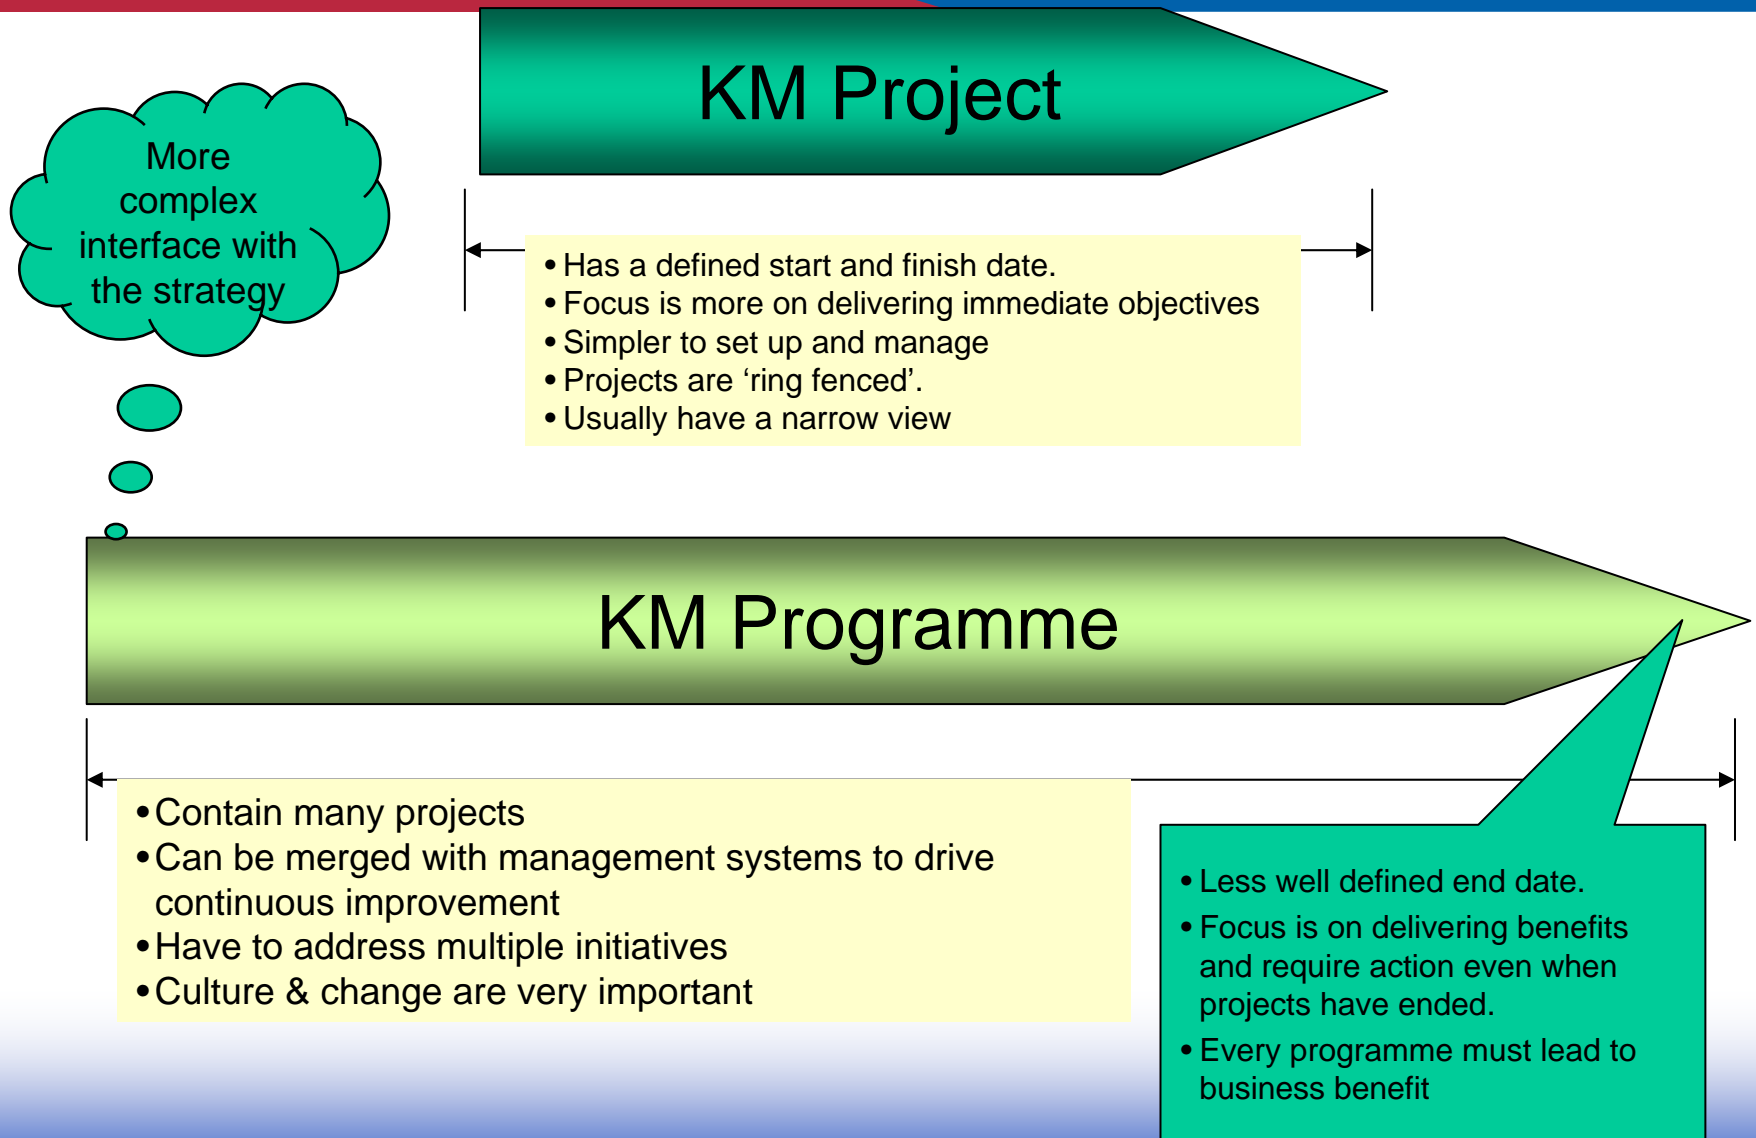 KM Project
More
complex
interface with
the strategy
• Has a defined start and finish date.
• Focus is more on delivering immediate objectives
• Simpler to set up and manage
• Projects are ‘ring fenced’.
• Usually have a narrow view
KM Programme
• Contain many projects
• Can be merged with management systems to drive
continuous improvement
• Have to address multiple initiatives
• Culture & change are very important
• Less well defined end date.
• Focus is on delivering benefits
and require action even when
projects have ended.
• Every programme must lead to
business benefit